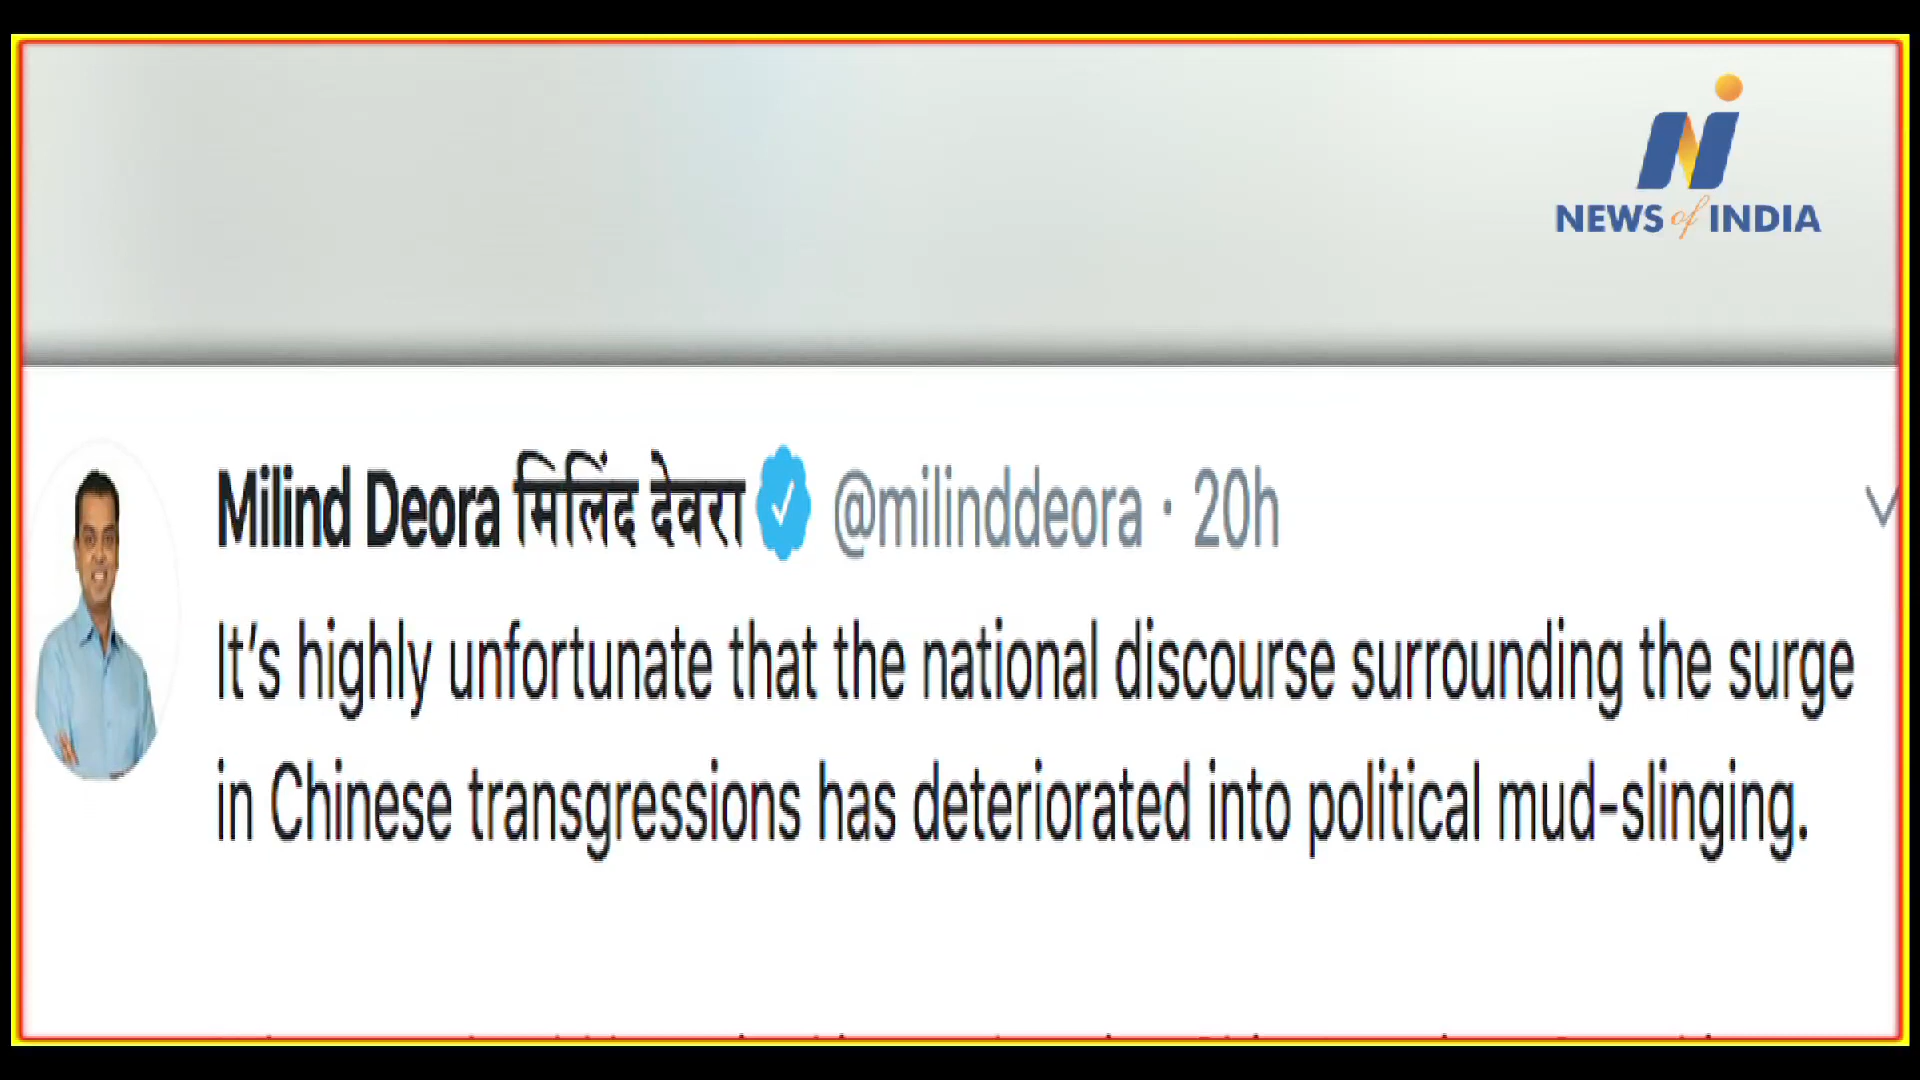 NEWS of INDIA
Milind Deora मिलिंद देवरा @milinddeora · 20h
It's highly unfortunate that the national discourse surrounding the surge
in Chinese transgressions has deteriorated into political mud-slinging.